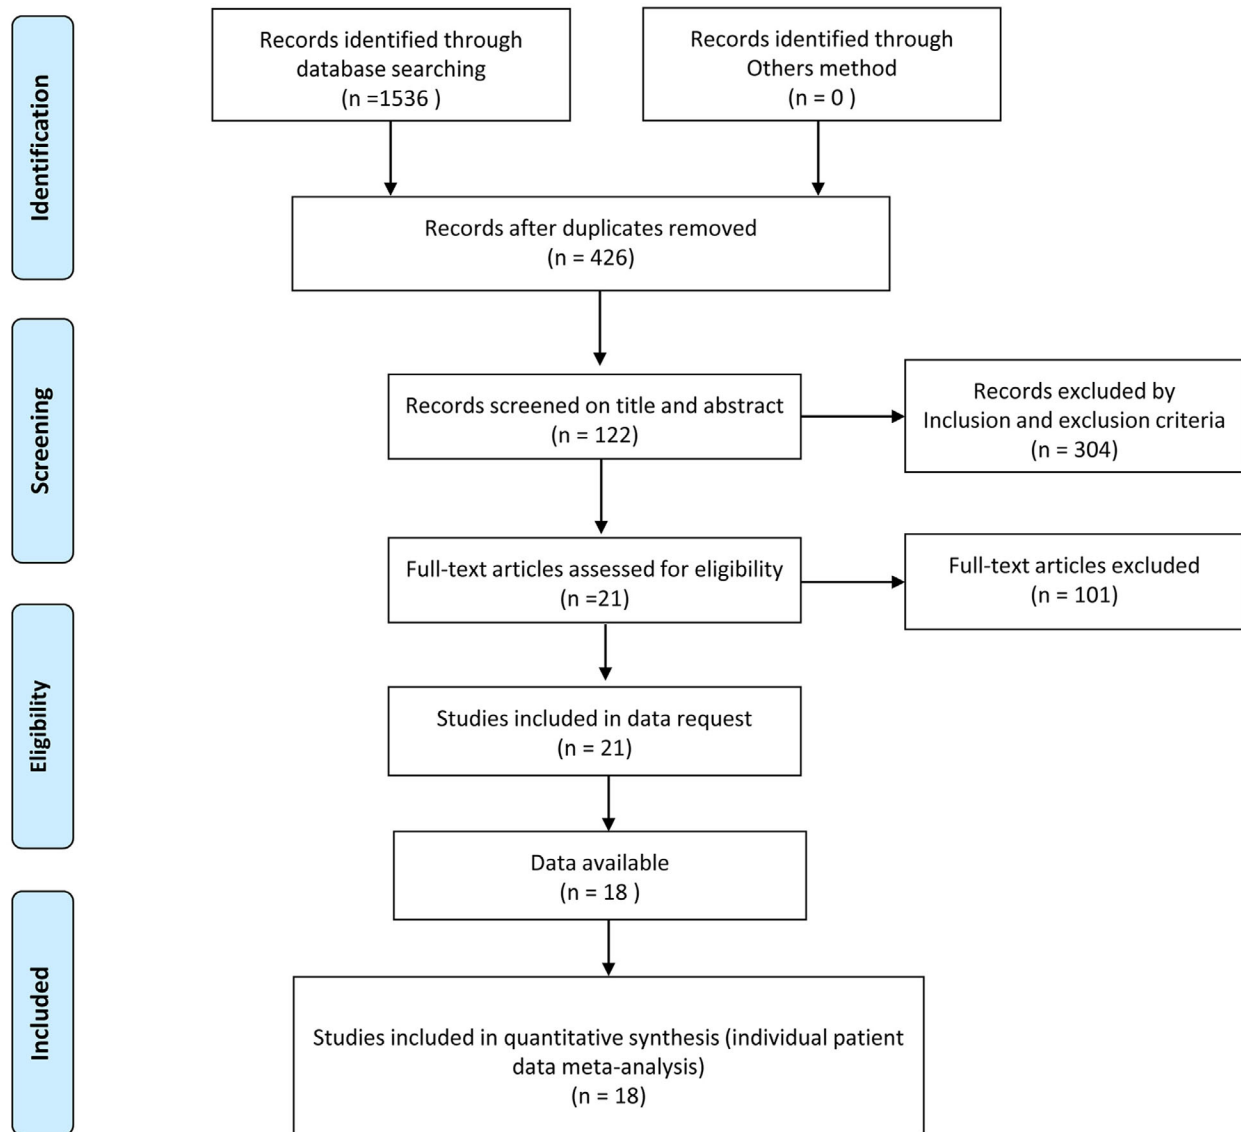 Identification
Records identified through
database searching
(n =1536 )
Records identified through
Others method
(n = 0 )
Records after duplicates removed
(n = 426)
Screening
Records screened on title and abstract
(n = 122)
Records excluded by
Inclusion and exclusion criteria
(n = 304)
Full-text articles assessed for eligibility
(n =21)
Full-text articles excluded
(n = 101)
Eligibility
Studies included in data request
(n = 21)
Data available
(n = 18 )
Included
Studies included in quantitative synthesis (individual patient
data meta-analysis)
(n = 18)